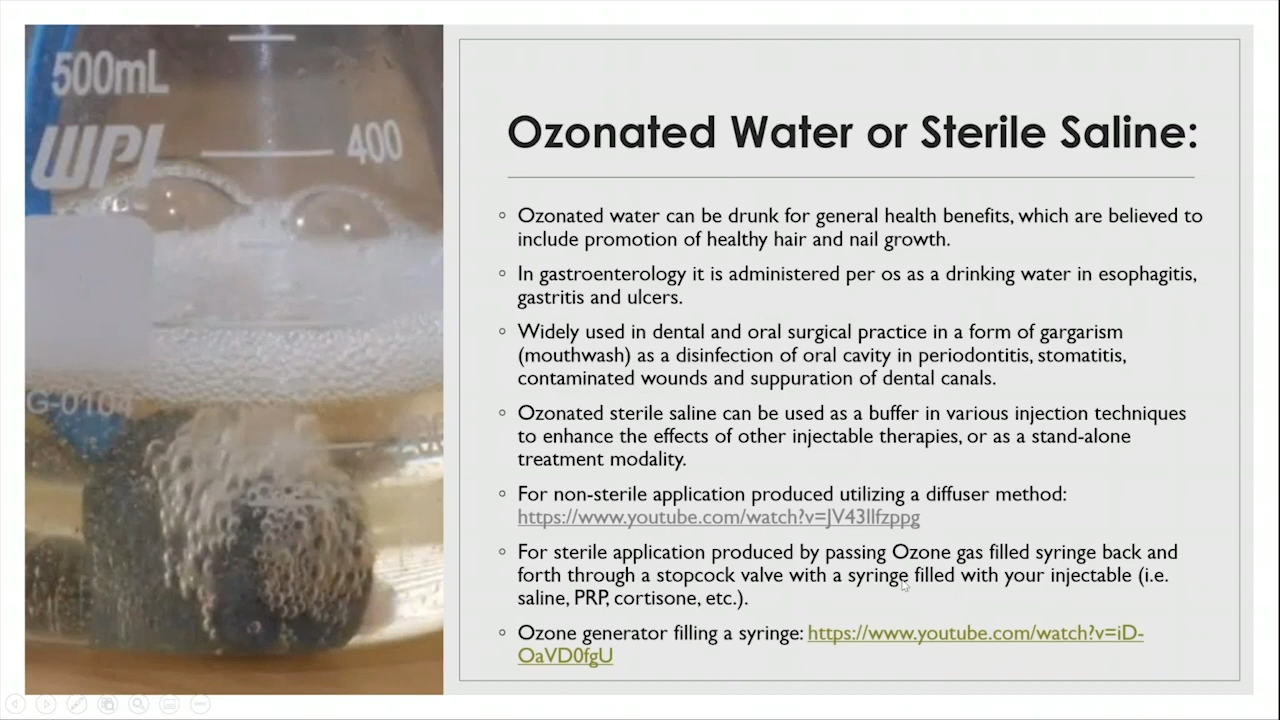 500mL
WPI
400
G-0104
Ozonated Water or Sterile Saline:
◦ Ozonated water can be drunk for general health benefits, which are believed to
include promotion of healthy hair and nail growth.
◦ In gastroenterology it is administered per os as a drinking water in esophagitis,
gastritis and ulcers.
◦ Widely used in dental and oral surgical practice in a form of gargarism
(mouthwash) as a disinfection of oral cavity in periodontitis, stomatitis,
contaminated wounds and suppuration of dental canals.
◦ Ozonated sterile saline can be used as a buffer in various injection techniques
to enhance the effects of other injectable therapies, or as a stand-alone
treatment modality.
◦ For non-sterile application produced utilizing a diffuser method:
https://www.youtube.com/watch?v=JV43llfzppg
◦ For sterile application produced by passing Ozone gas filled syringe back and
forth through a stopcock valve with a syringe filled with your injectable (i.e.
saline, PRP, cortisone, etc.).
◦ Ozone generator filling a syringe: https://www.youtube.com/watch?v=iD-
OaVD0fgU